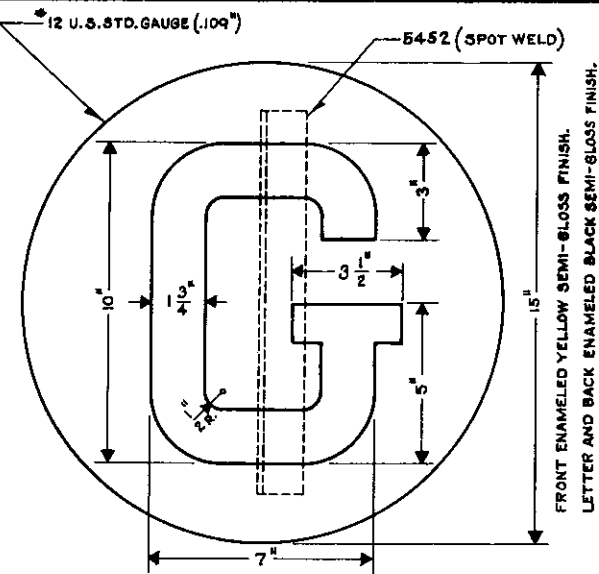 *12 U.S.STD.GAUGE (.109")
5452 (SPOT WELD)
G
10"
1 3/4"
3"
3 1/2"
5"
15"
1/2" R.
7"
FRONT ENAMELED YELLOW SEMI-GLOSS FINISH.
LETTER AND BACK ENAMELED BLACK SEMI-GLOSS FINISH.